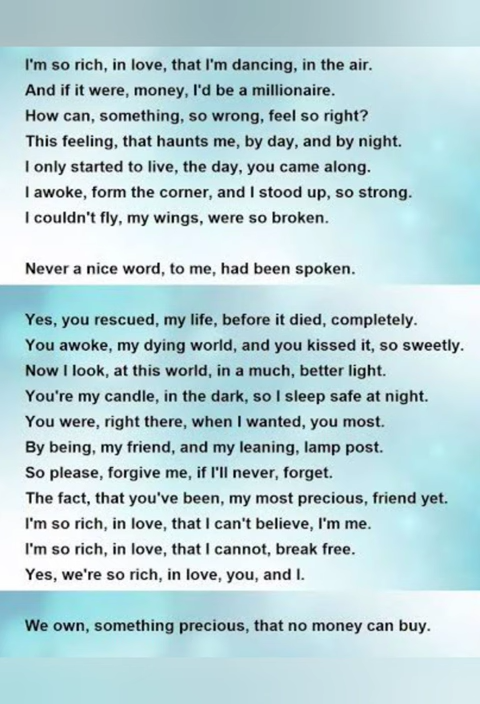 I'm so rich, in love, that I'm dancing, in the air.
And if it were, money, I'd be a millionaire.
How can, something, so wrong, feel so right?
This feeling, that haunts me, by day, and by night.
I only started to live, the day, you came along.
I awoke, form the corner, and I stood up, so strong.
I couldn't fly, my wings, were so broken.
Never a nice word, to me, had been spoken.
Yes, you rescued, my life, before it died, completely.
You awoke, my dying world, and you kissed it, so sweetly.
Now I look, at this world, in a much, better light.
You're my candle, in the dark, so I sleep safe at night.
You were, right there, when I wanted, you most.
By being, my friend, and my leaning, lamp post.
So please, forgive me, if I'll never, forget.
The fact, that you've been, my most precious, friend yet.
I'm so rich, in love, that I can't believe, I'm me.
I'm so rich, in love, that I cannot, break free.
Yes, we're so rich, in love, you, and I.
We own, something precious, that no money can buy.